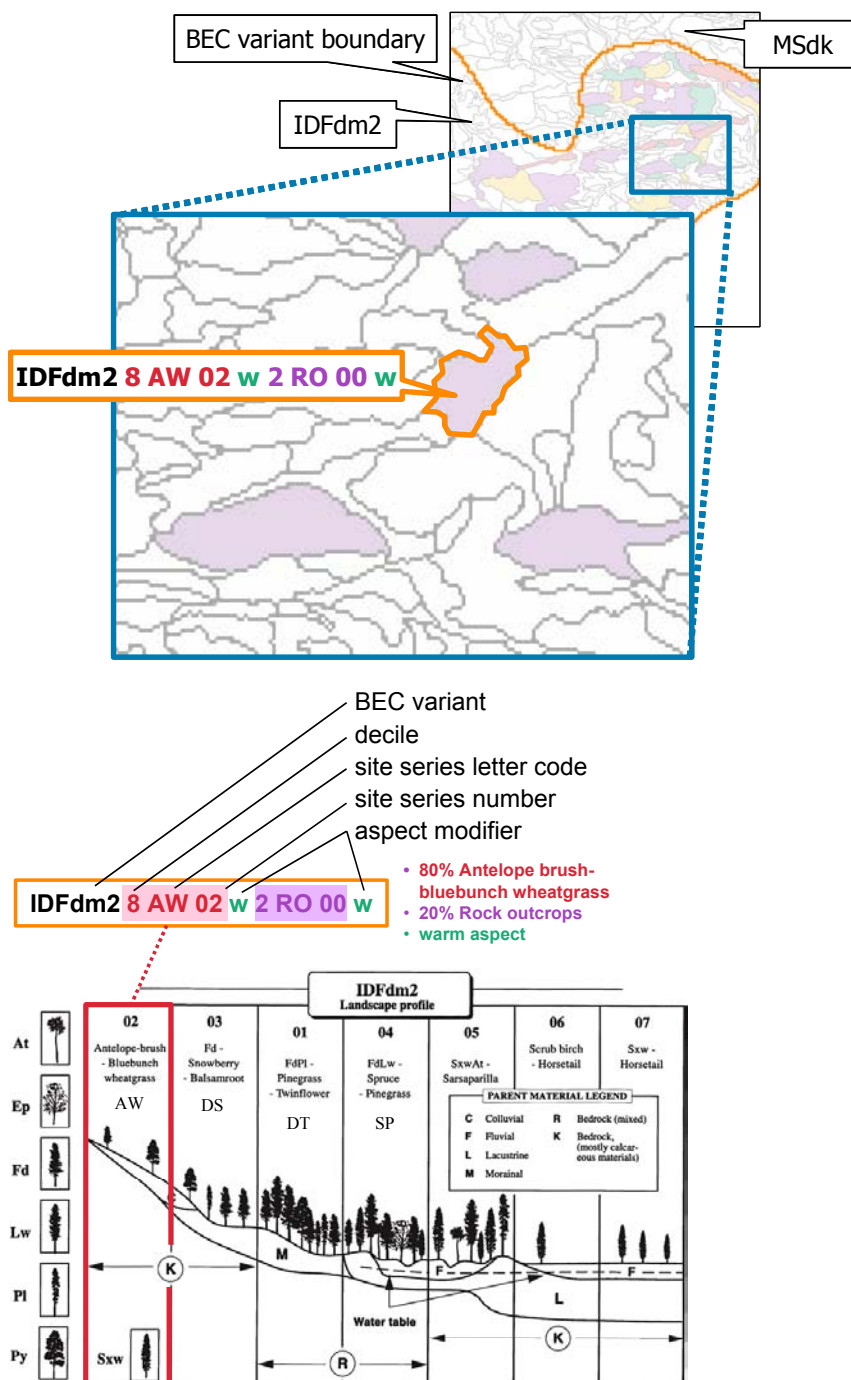 BEC variant boundary
MSdk
IDFdm2
IDFdm2 8 AW 02 w 2 RO 00 w
BEC variant
decile
site series letter code
site series number
aspect modifier
IDFdm2 8 AW 02 w 2 RO 00 w
• 80% Antelope brush-
bluebunch wheatgrass
• 20% Rock outcrops
• warm aspect
IDFdm2
Landscape profile
At
Ep
Fd
Lw
Pl
Py
Sxw
02
Antelope-brush
- Bluebunch
wheatgrass
AW
03
Fd -
Snowberry
- Balsamroot
DS
01
FdPl -
Pinegrass
- Twinflower
DT
04
FdLw -
Spruce
- Pinegrass
SP
05
SxwAt -
Sarsaparilla
06
Scrub birch
- Horsetail
07
Sxw -
Horsetail
PARENT MATERIAL LEGEND
C Colluvial
F Fluvial
L Lacustrine
M Morainal
R Bedrock (mixed)
K Bedrock,
(mostly calcar-
eous materials)
C
M
F
F
L
Water table
K
R
K